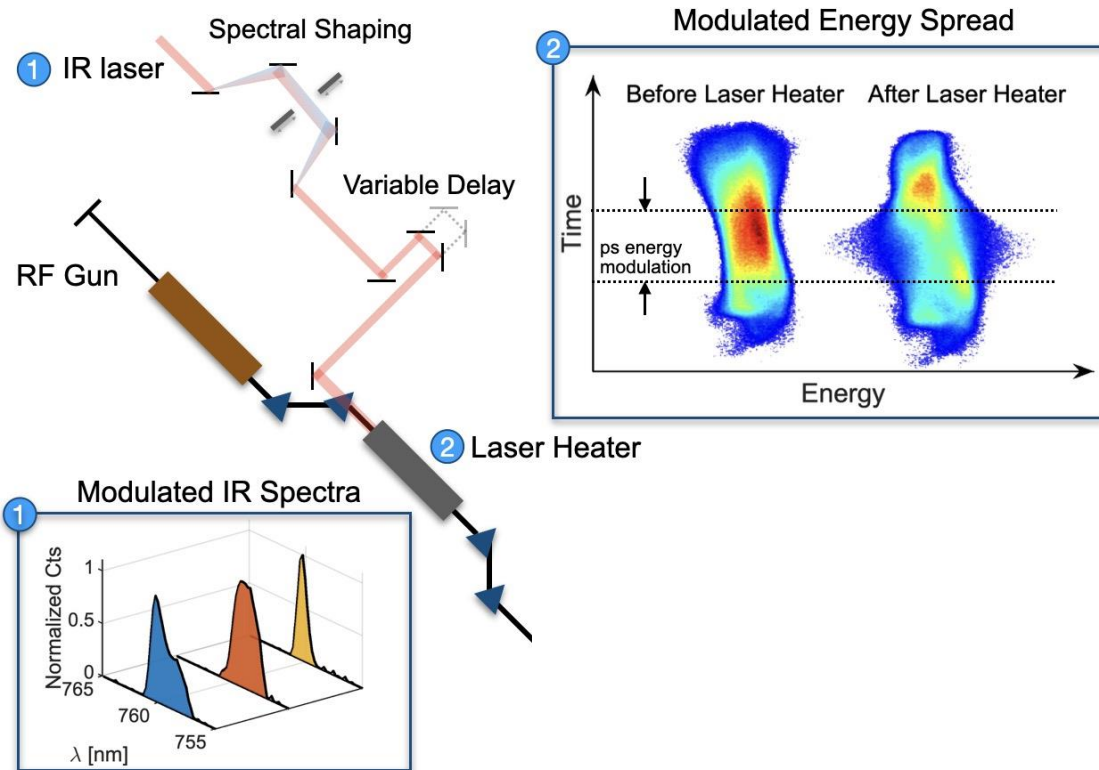 Spectral Shaping
1 IR laser
Variable Delay
RF Gun
2 Laser Heater
Modulated Energy Spread
2
Before Laser Heater After Laser Heater
Time
ps energy
modulation
Energy
Modulated IR Spectra
1
Normalized Cts
1
0.5
0
765
760
755
λ [nm]